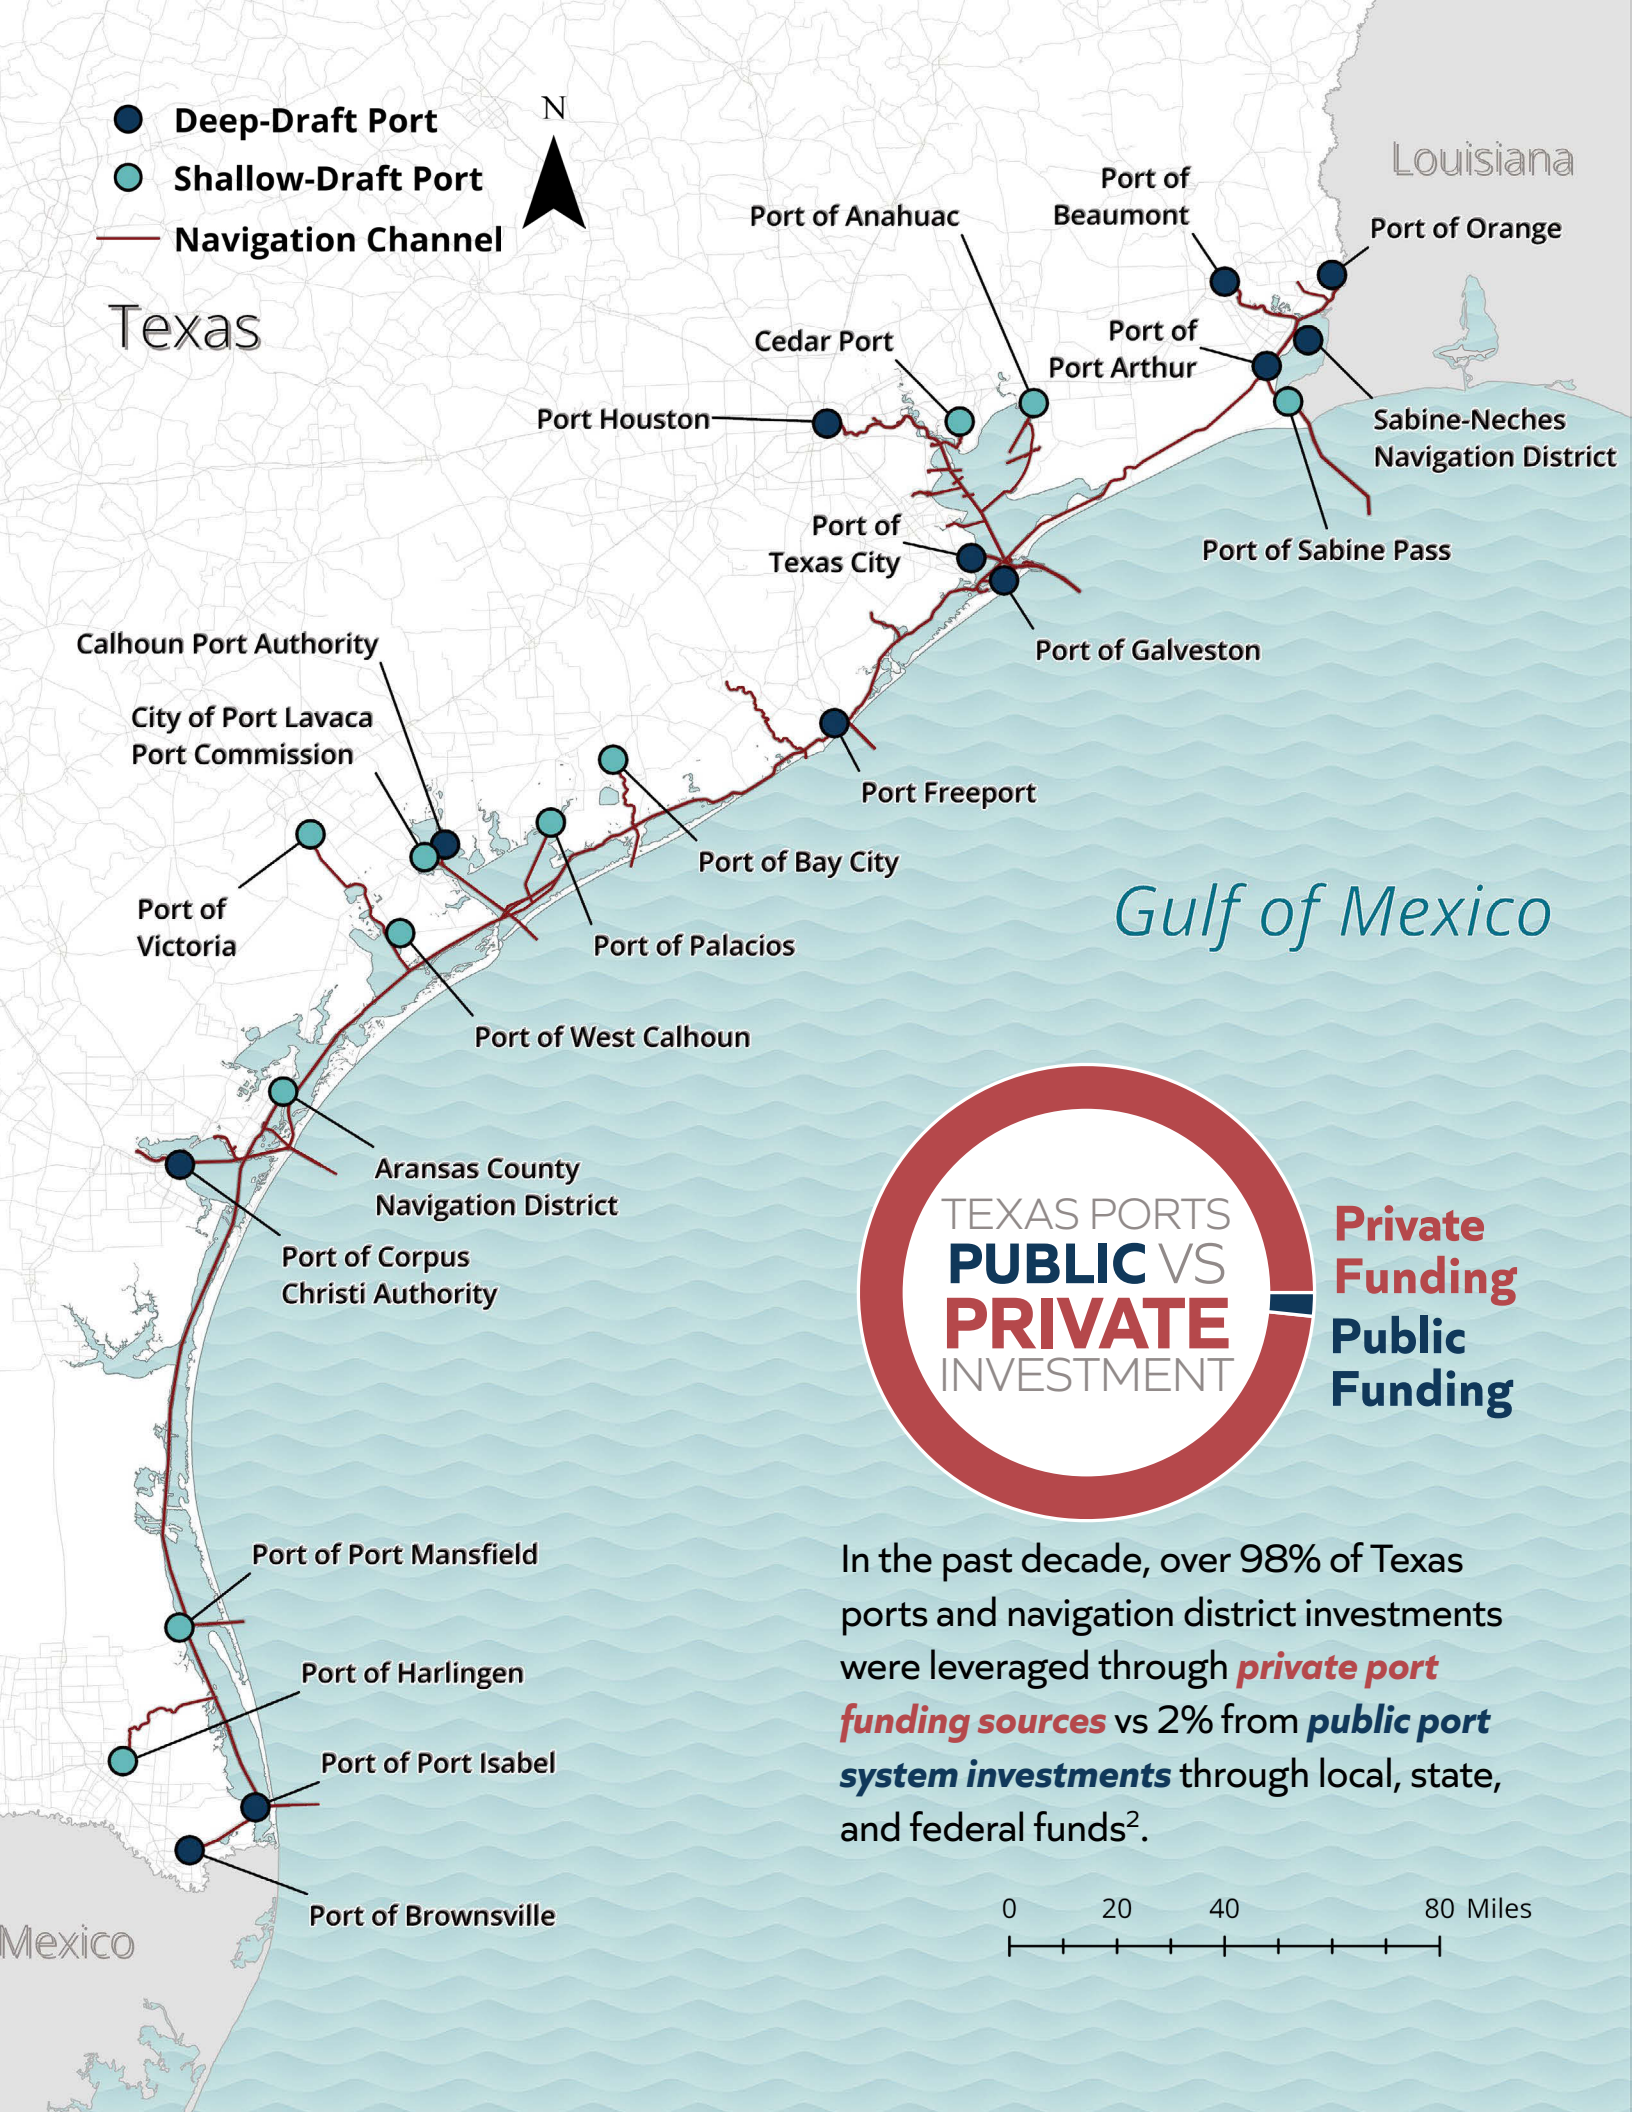 Deep-Draft Port
Shallow-Draft Port
Navigation Channel
N
Texas
Louisiana
Port of
Beaumont
Port of Orange
Port of Anahuac
Cedar Port
Port of
Port Arthur
Port Houston
Sabine-Neches
Navigation District
Port of
Texas City
Port of Sabine Pass
Port of Galveston
Calhoun Port Authority
City of Port Lavaca
Port Commission
Port Freeport
Port of Bay City
Port of
Victoria
Port of Palacios
Gulf of Mexico
Port of West Calhoun
Aransas County
Navigation District
Port of Corpus
Christi Authority
TEXAS PORTS
PUBLIC VS
PRIVATE
INVESTMENT
Private
Funding
Public
Funding
In the past decade, over 98% of Texas
ports and navigation district investments
were leveraged through private port
funding sources vs 2% from public port
system investments through local, state,
and federal funds².
Port of Port Mansfield
Port of Harlingen
Port of Port Isabel
Port of Brownsville
Mexico
0 20 40 80 Miles